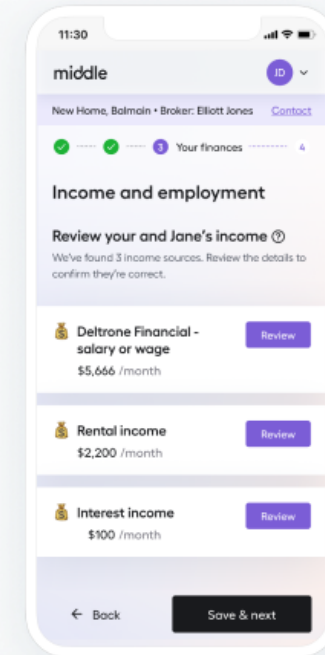 11:30
middle
JD
New Home, Balmain • Broker: Elliott Jones Contact
3 Your finances 4
Income and employment
Review your and Jane's income ?
We've found 3 income sources. Review the details to
confirm they're correct.
Deltrone Financial -
salary or wage
Review
$5,666 /month
Rental income
Review
$2,200 /month
Interest income
Review
$100 /month
← Back
Save & next